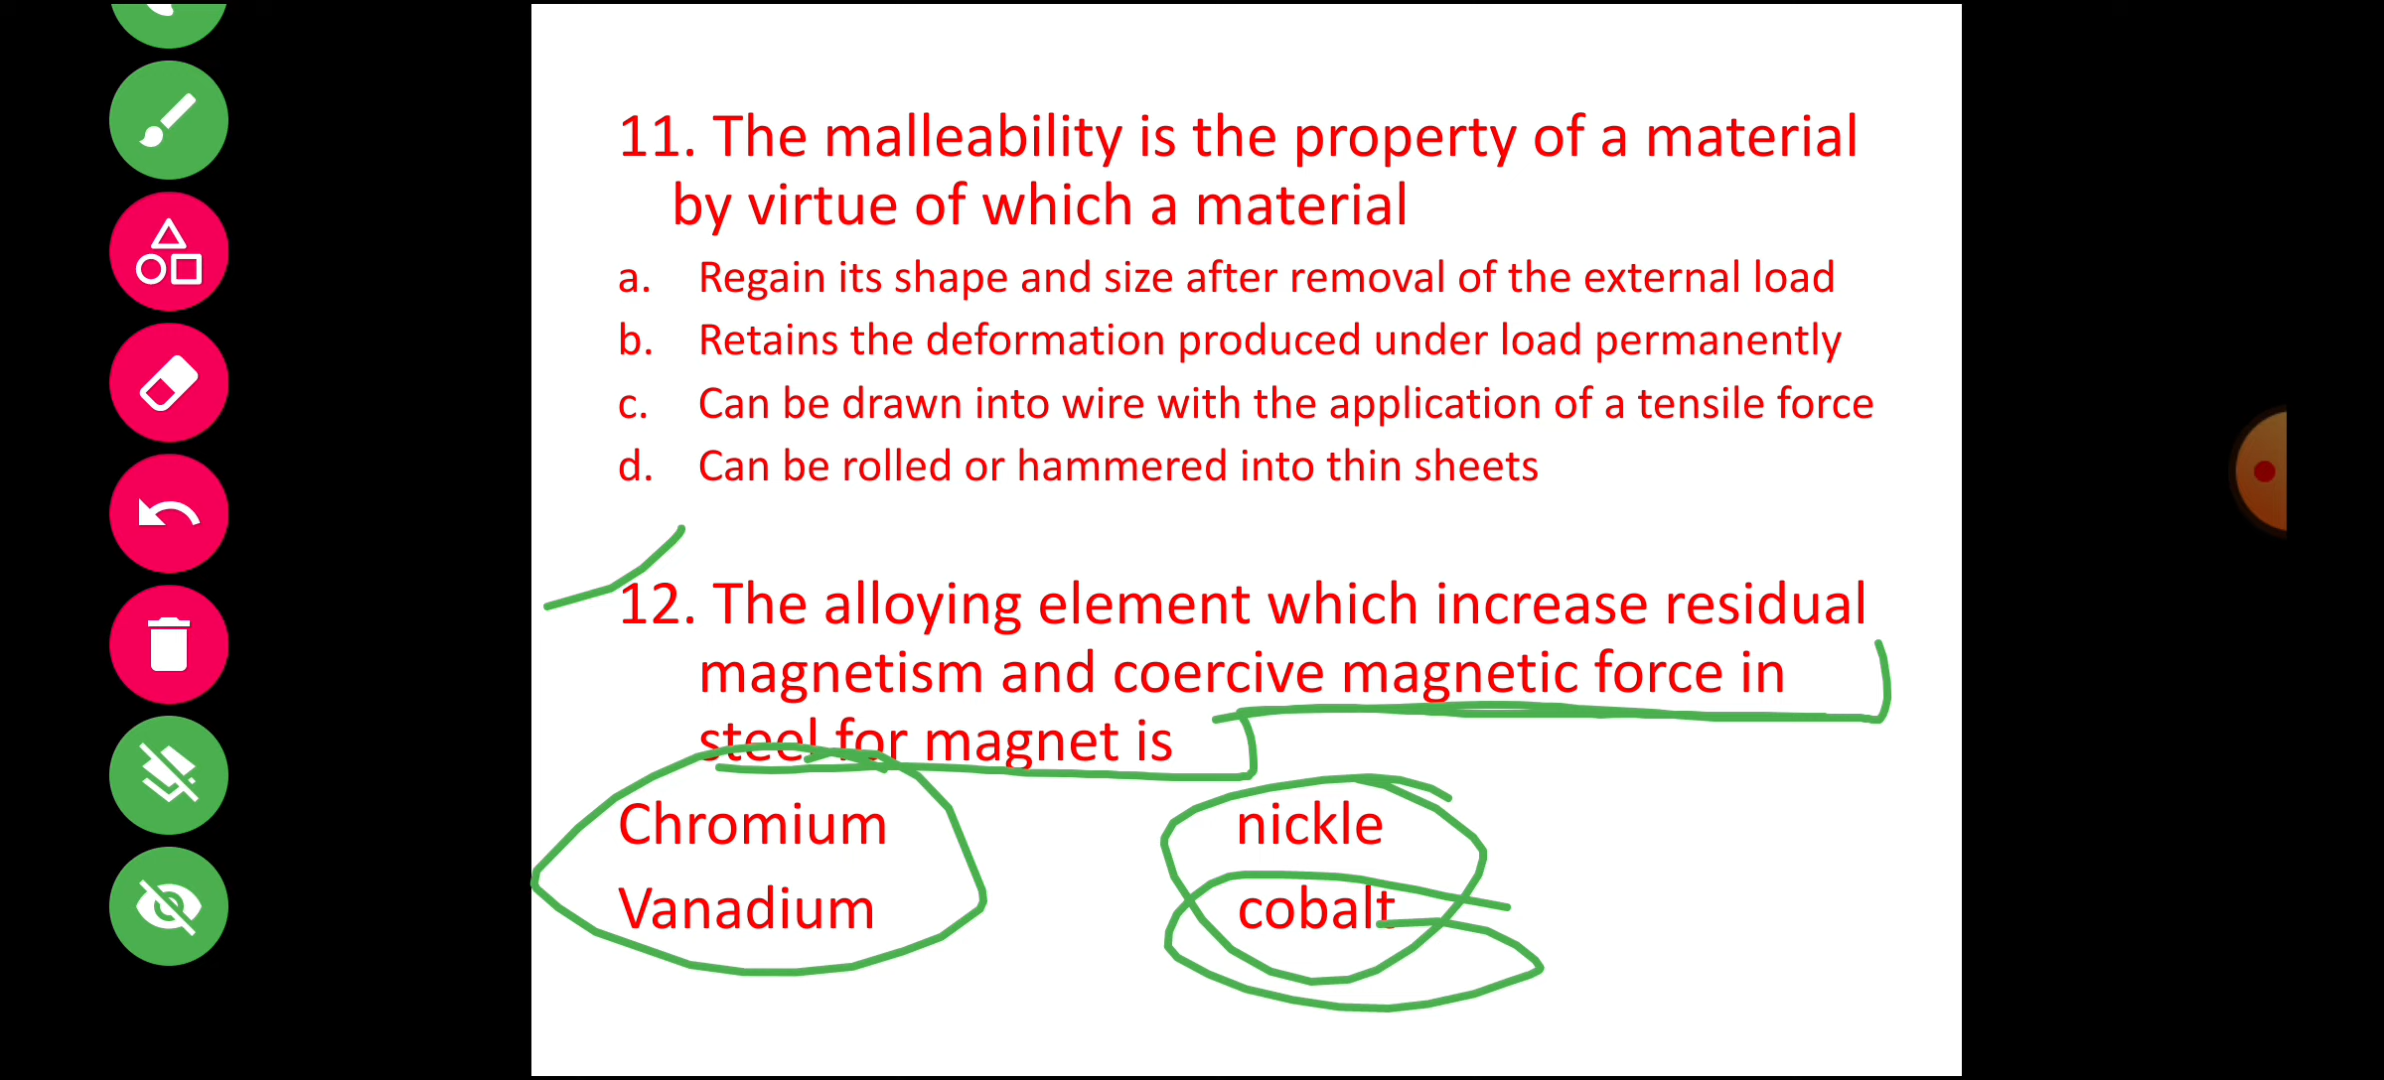 11. The malleability is the property of a material
by virtue of which a material
a. Regain its shape and size after removal of the external load
b. Retains the deformation produced under load permanently
c. Can be drawn into wire with the application of a tensile force
d. Can be rolled or hammered into thin sheets
12. The alloying element which increase residual
magnetism and coercive magnetic force in
steel for magnet is
Chromium nickle
Vanadium cobalt